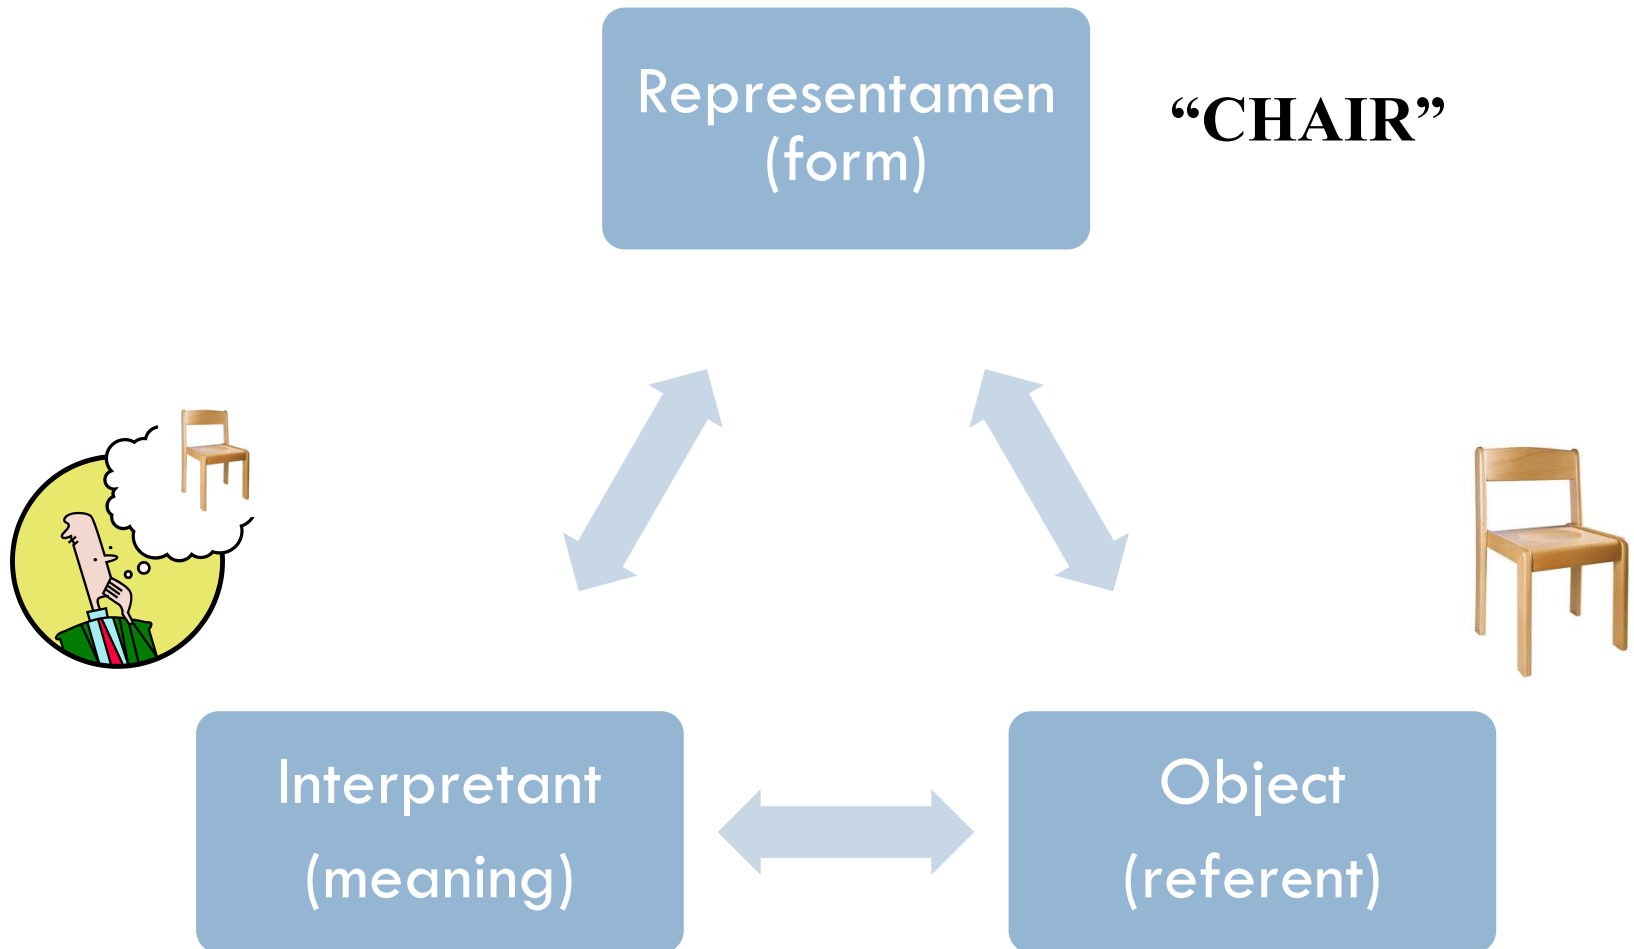 Representamen
(form)
“CHAIR”
Interpretant
(meaning)
Object
(referent)